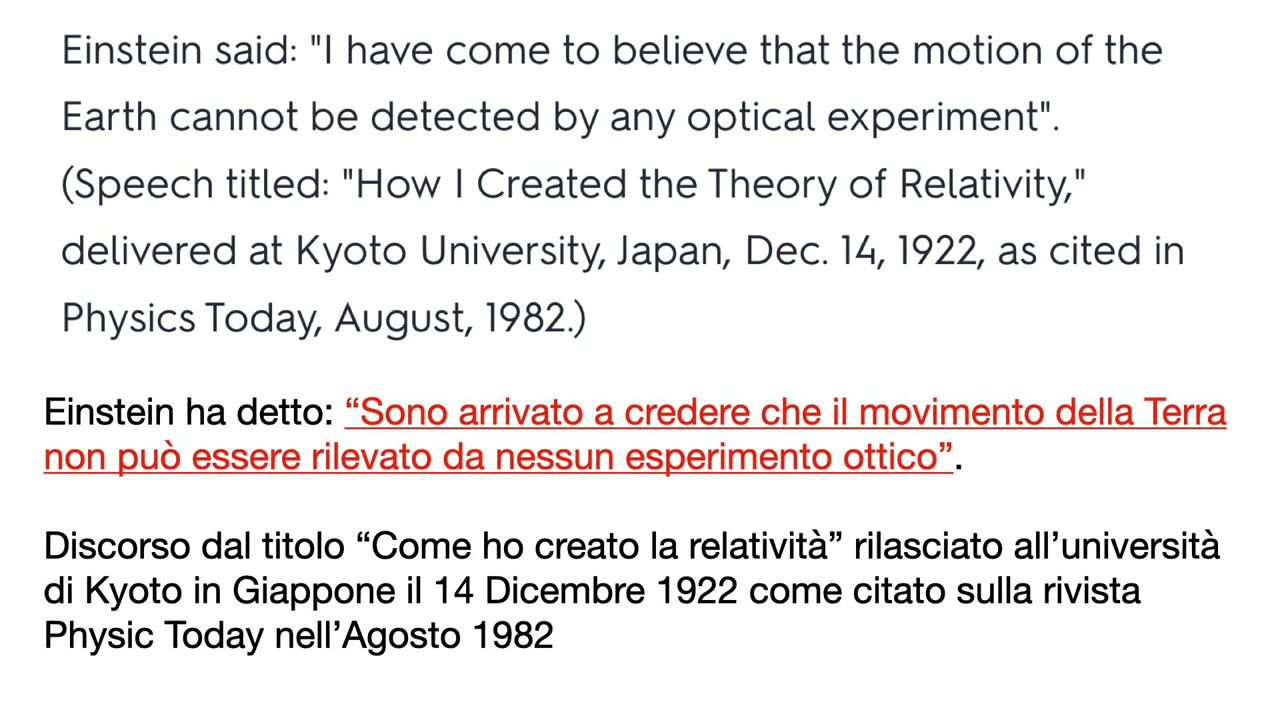 Einstein said: "I have come to believe that the motion of the
Earth cannot be detected by any optical experiment".
(Speech titled: "How I Created the Theory of Relativity,"
delivered at Kyoto University, Japan, Dec. 14, 1922, as cited in
Physics Today, August, 1982.)
Einstein ha detto: “Sono arrivato a credere che il movimento della Terra
non può essere rilevato da nessun esperimento ottico”.
Discorso dal titolo “Come ho creato la relatività” rilasciato all’università
di Kyoto in Giappone il 14 Dicembre 1922 come citato sulla rivista
Physic Today nell’Agosto 1982